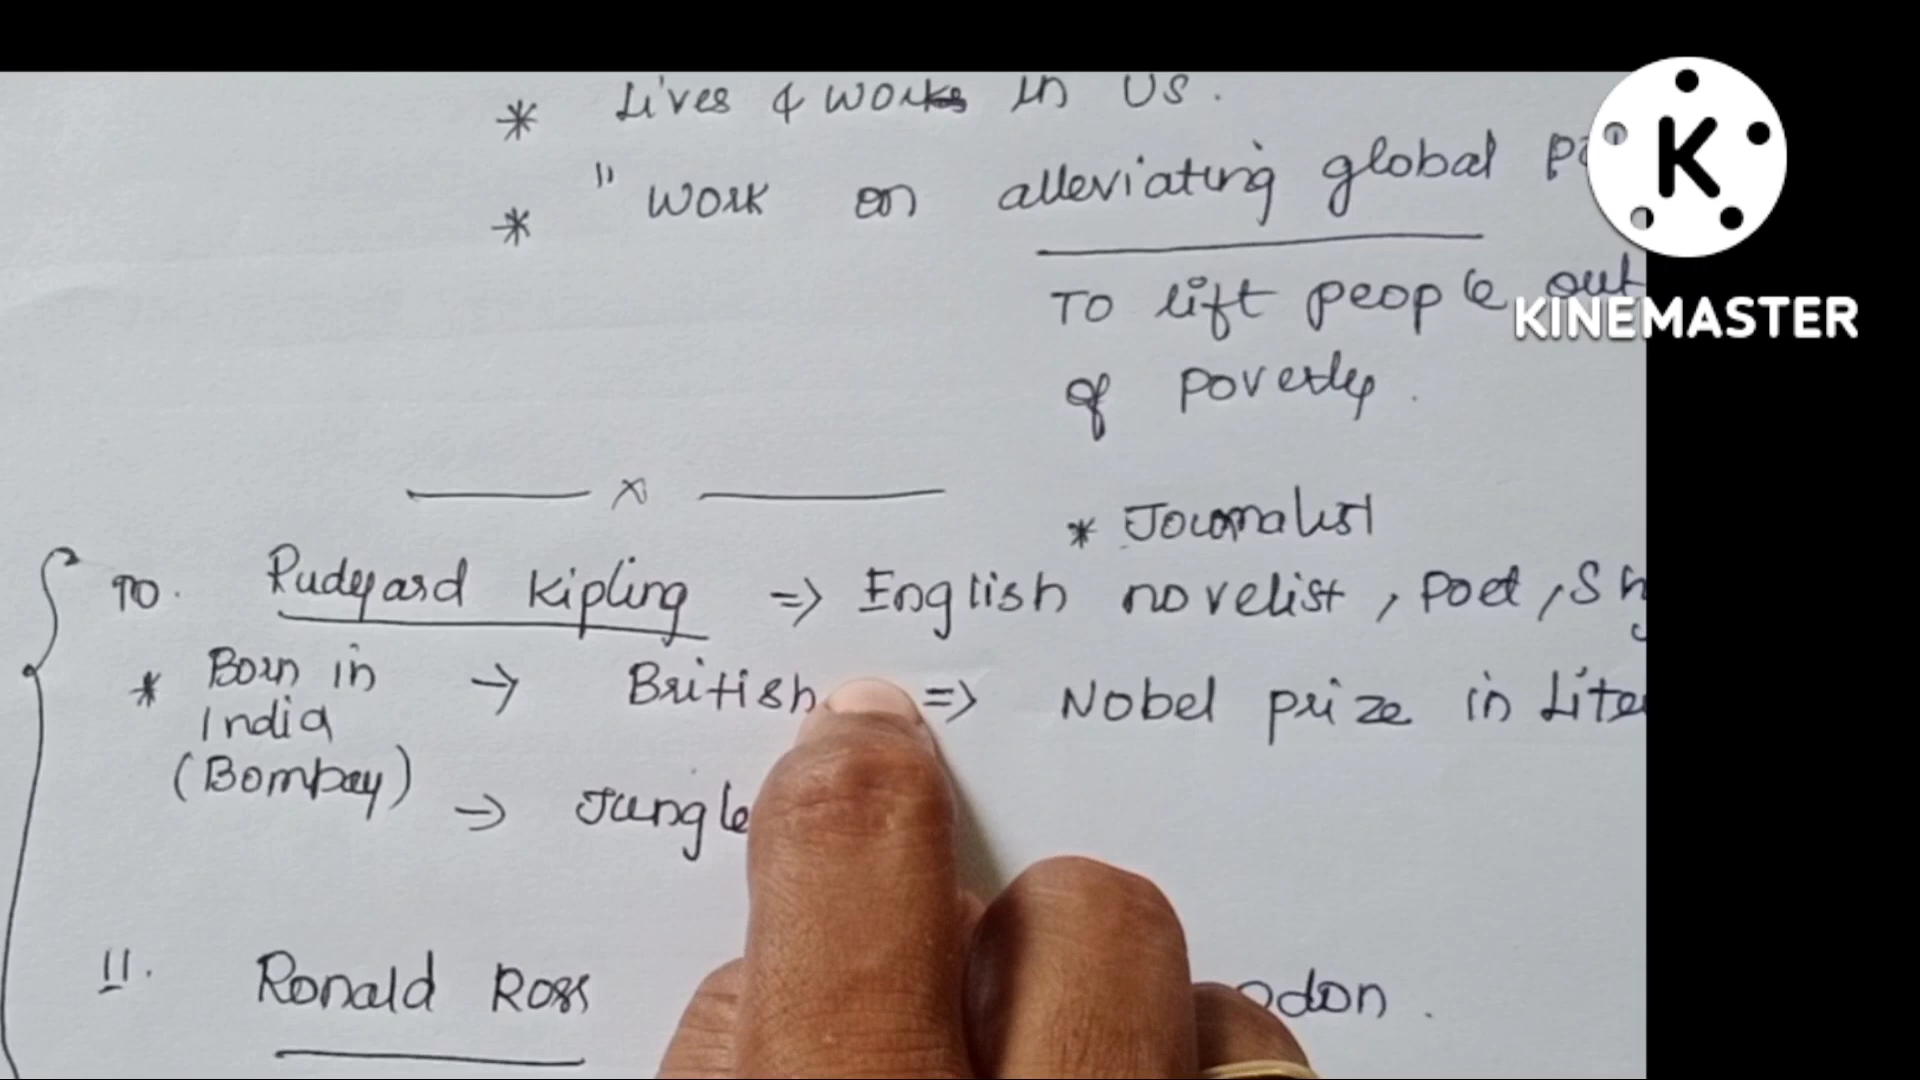 * Lives & works in US.
* " Work on alleviating global
To lift people out
of poverty.
x
* Journalist
10. Rudyard Kipling => English novelist, Poet,
* Born in India (Bombay) -> British => Nobel prize in
-> Jungle
11. Ronald Ross
K
KINEMASTER